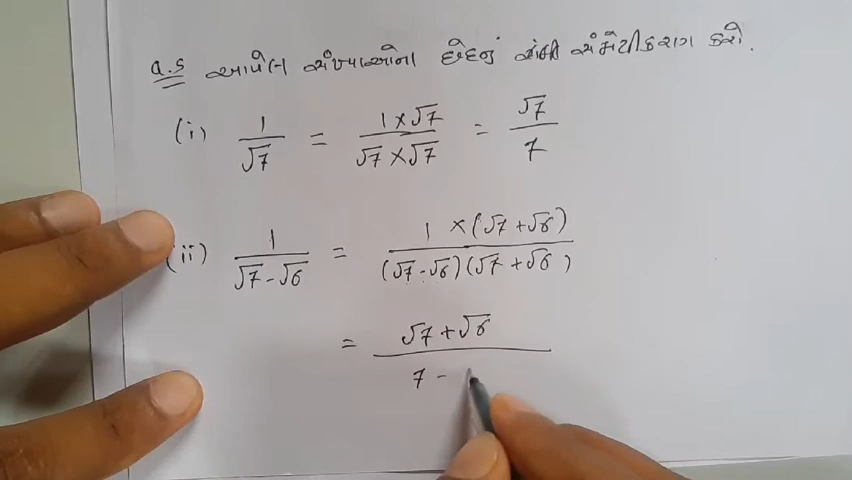 Q.5 આપેલ સંખ્યાઓના છેદનું સંમેયીકરણ કરો.
(i) 1/√7 = 1×√7/√7×√7 = √7/7
(ii) 1/√7-√6 = 1×(√7+√6)/(√7-√6)(√7+√6)
= √7+√6/7-